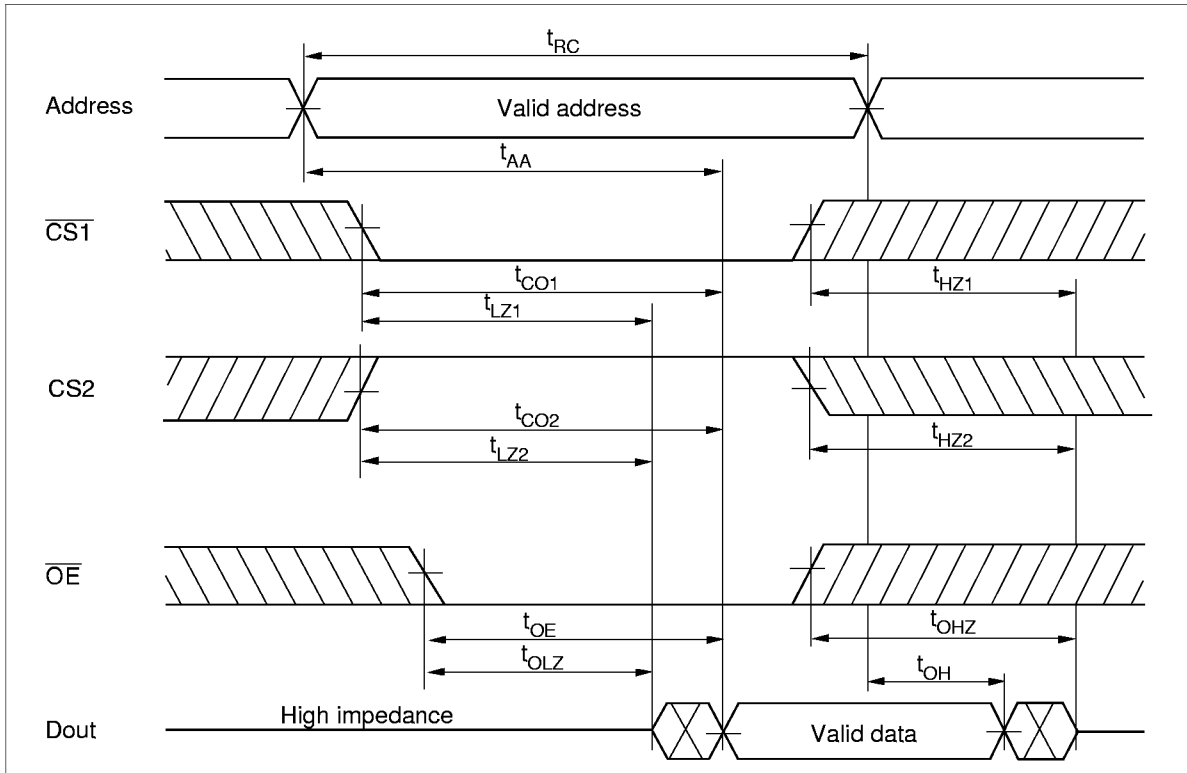 tRC
Address
Valid address
tAA
CS1
tCO1
tHZ1
tLZ1
CS2
tCO2
tHZ2
tLZ2
OE
tOE
tOHZ
tOLZ
tOH
High impedance
Dout
Valid data